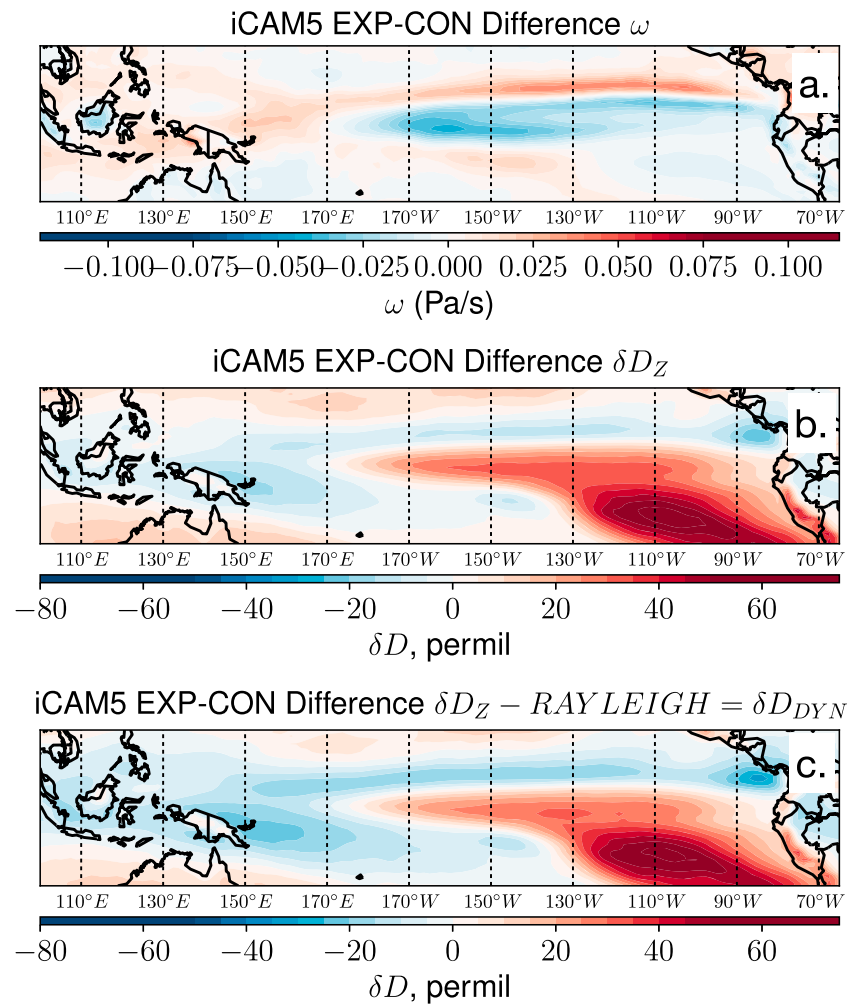 iCAM5 EXP-CON Difference ω
a.
110°E 130°E 150°E 170°E 170°W 150°W 130°W 110°W 90°W 70°W
−0.100 −0.075 −0.050 −0.025 0.000 0.025 0.050 0.075 0.100
ω (Pa/s)
iCAM5 EXP-CON Difference δD_Z
b.
110°E 130°E 150°E 170°E 170°W 150°W 130°W 110°W 90°W 70°W
−80 −60 −40 −20 0 20 40 60
δD, permil
iCAM5 EXP-CON Difference δD_Z − RAYLEIGH = δD_DYN
c.
110°E 130°E 150°E 170°E 170°W 150°W 130°W 110°W 90°W 70°W
−80 −60 −40 −20 0 20 40 60
δD, permil